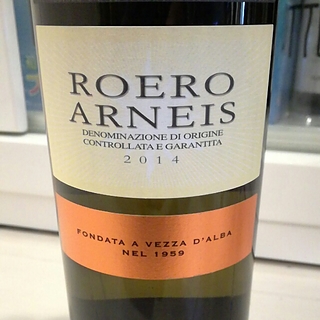 ROERO
ARNEIS
DENOMINAZIONE DI ORIGINE
CONTROLLATA E GARANTITA
2014
FONDATA A VEZZA D'ALBA
NEL 1959